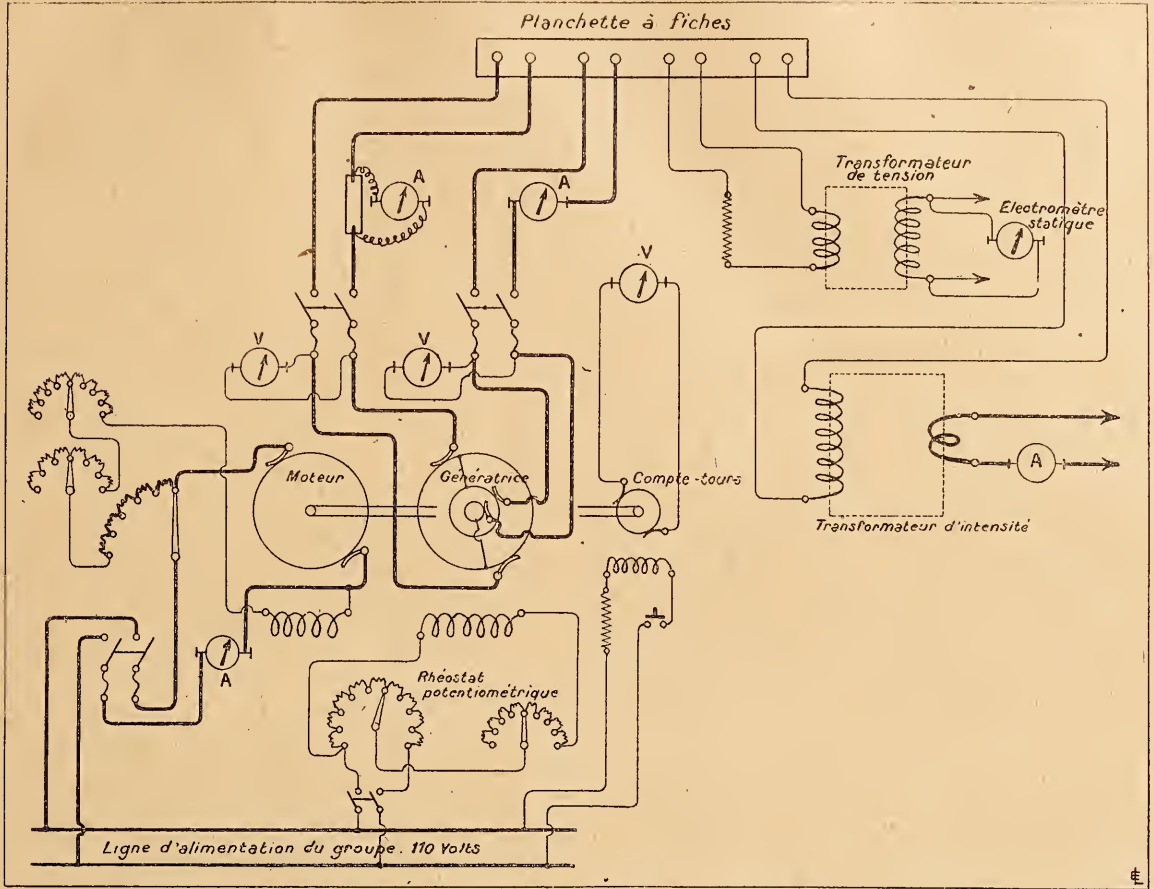 Planchette à fiches
A
A
Transformateur
de tension
Electromètre
statique
V
V
V
Moteur
Génératrice
Compte-tours
A
Transformateur d'intensité
A
Rhéostat
potentiométrique
Ligne d'alimentation du groupe. 110 Volts